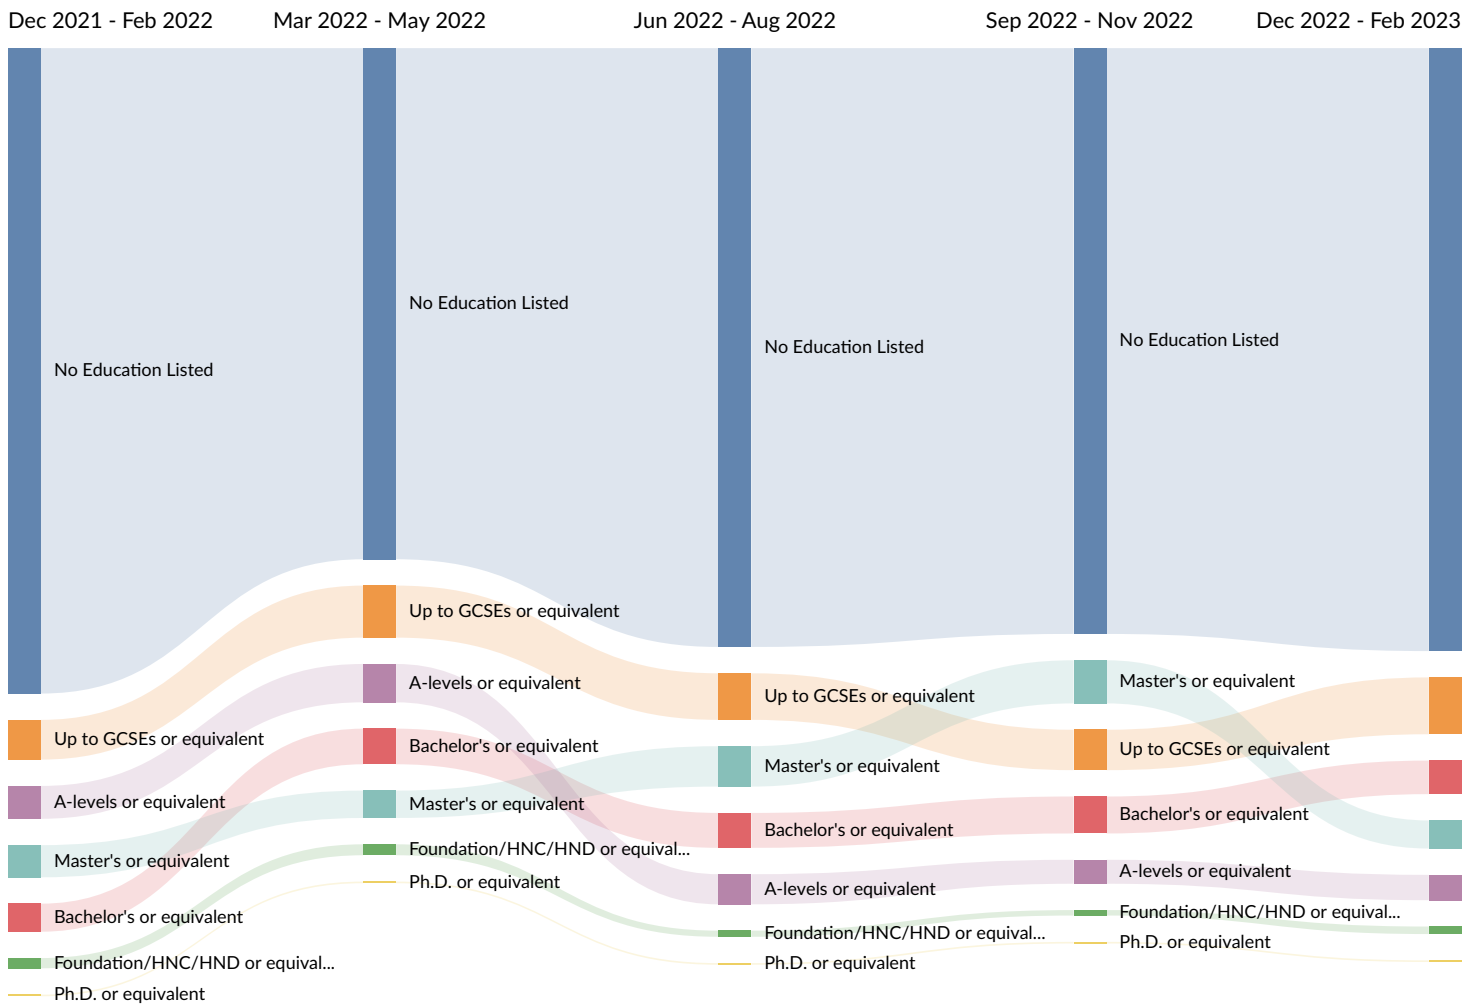 Dec 2021 - Feb 2022
Mar 2022 - May 2022
Jun 2022 - Aug 2022
Sep 2022 - Nov 2022
Dec 2022 - Feb 2023
No Education Listed
Up to GCSEs or equivalent
A-levels or equivalent
Master's or equivalent
Bachelor's or equivalent
Foundation/HNC/HND or equival...
Ph.D. or equivalent
No Education Listed
Up to GCSEs or equivalent
A-levels or equivalent
Bachelor's or equivalent
Master's or equivalent
Foundation/HNC/HND or equival...
Ph.D. or equivalent
No Education Listed
Up to GCSEs or equivalent
Master's or equivalent
Bachelor's or equivalent
A-levels or equivalent
Foundation/HNC/HND or equival...
Ph.D. or equivalent
No Education Listed
Master's or equivalent
Up to GCSEs or equivalent
Bachelor's or equivalent
A-levels or equivalent
Foundation/HNC/HND or equival...
Ph.D. or equivalent